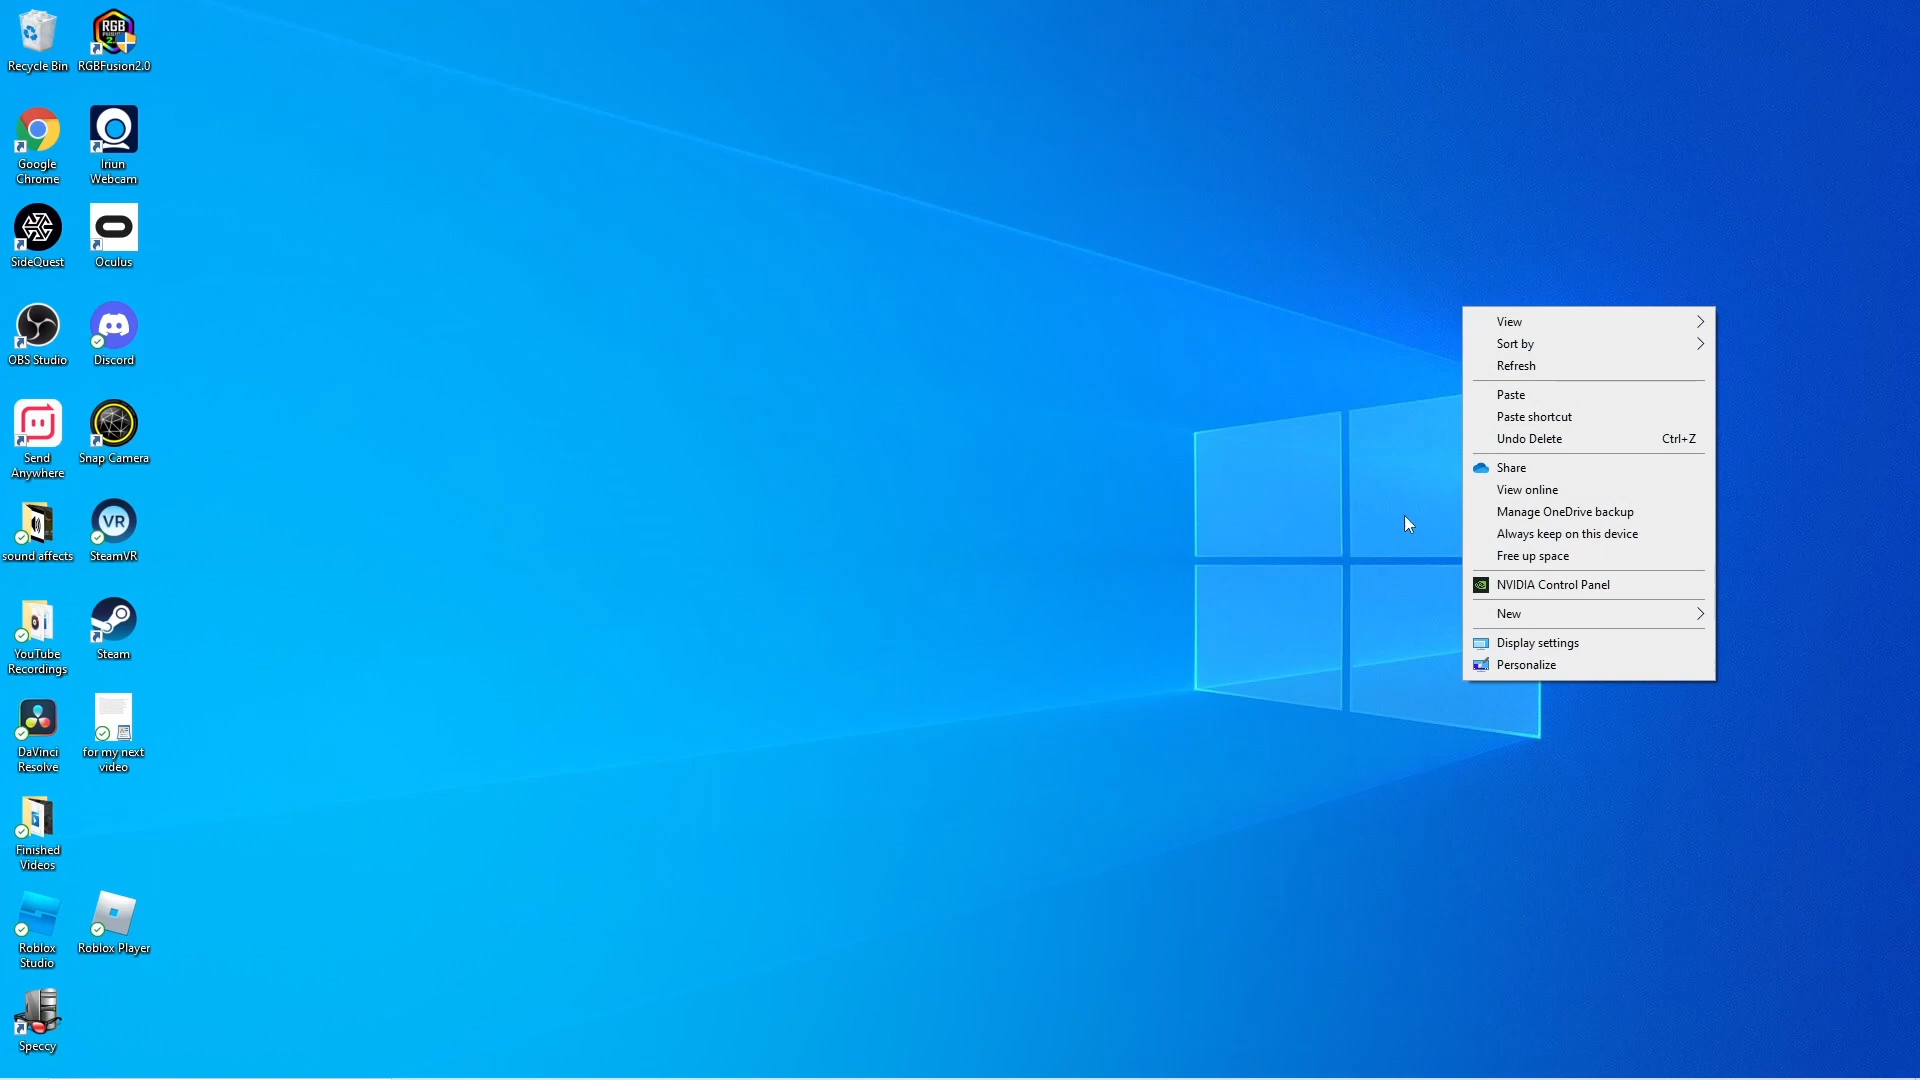 Recycle Bin
RGBFusion2.0
RGB
Google
Chrome
Iriun
Webcam
SideQuest
Oculus
OBS Studio
Discord
Send
Anywhere
Snap Camera
sound affects
VR
SteamVR
YouTube
Recordings
Steam
DaVinci
Resolve
for my next
video
Finished
Videos
Roblox
Studio
Roblox Player
Speccy
View
Sort by
Refresh
Paste
Paste shortcut
Undo Delete Ctrl+Z
Share
View online
Manage OneDrive backup
Always keep on this device
Free up space
NVIDIA Control Panel
New
Display settings
Personalize